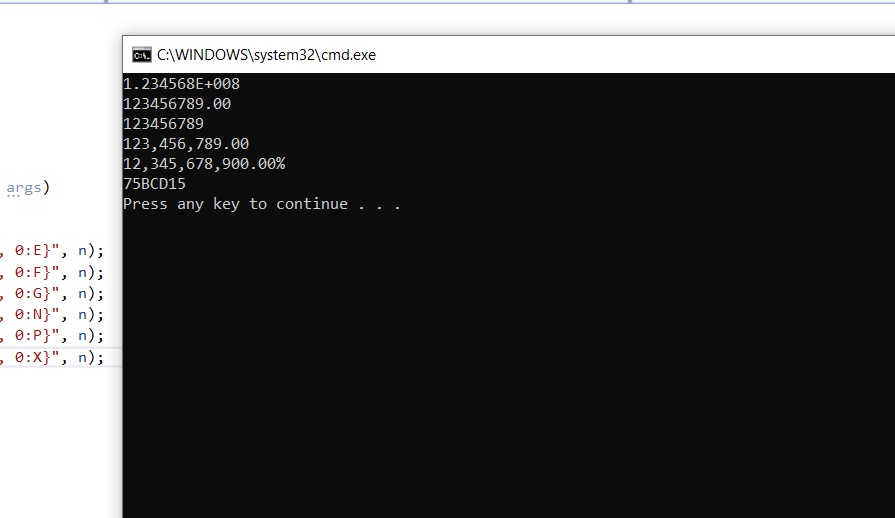 C:\WINDOWS\system32\cmd.exe
1.234568E+008
123456789.00
123456789
123,456,789.00
12,345,678,900.00%
75BCD15
Press any key to continue . . .
args)
, 0:E}", n);
, 0:F}", n);
, 0:G}", n);
, 0:N}", n);
, 0:P}", n);
, 0:X}", n);